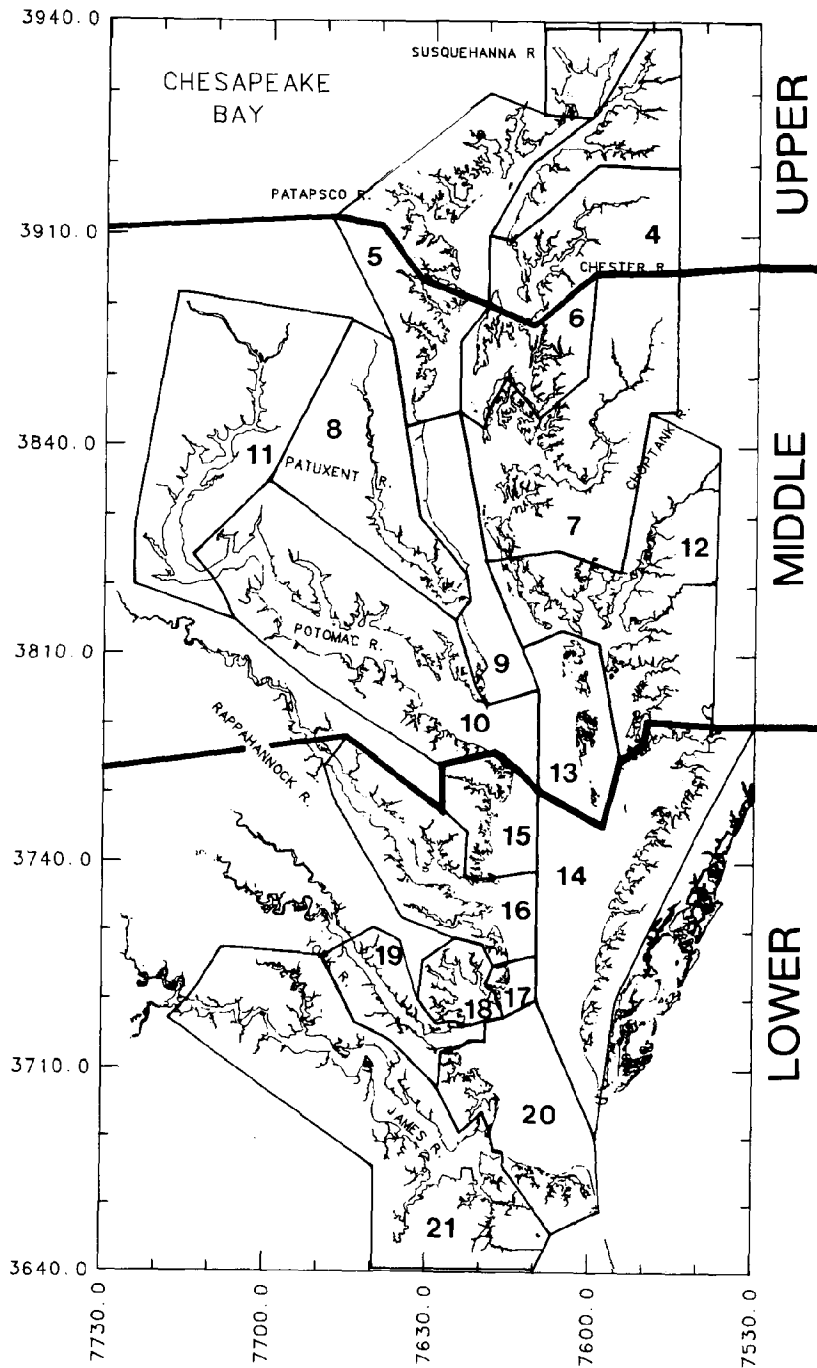 3940.0
SUSQUEHANNA R
CHESAPEAKE
BAY
UPPER
PATAPSCO R.
3910.0
5
4
CHESTER R.
6
3840.0
8
11
PATUXENT R.
CHOPTANK
7
12
MIDDLE
POTOMAC R.
3810.0
9
RAPPAHANNOCK R.
10
13
15
14
3740.0
16
19
YORK R.
17
18
LOWER
3710.0
20
JAMES R.
21
3640.0
7730.0
7700.0
7630.0
7600.0
7530.0